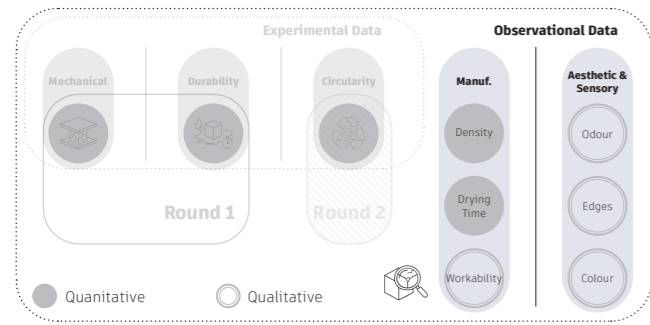 Experimental Data
Observational Data
Mechanical
Durability
Circularity
Manuf.
Aesthetic &
Sensory
Density
Odour
Drying
Time
Edges
Round 1
Round 2
Workability
Colour
Quanitative
Qualitative